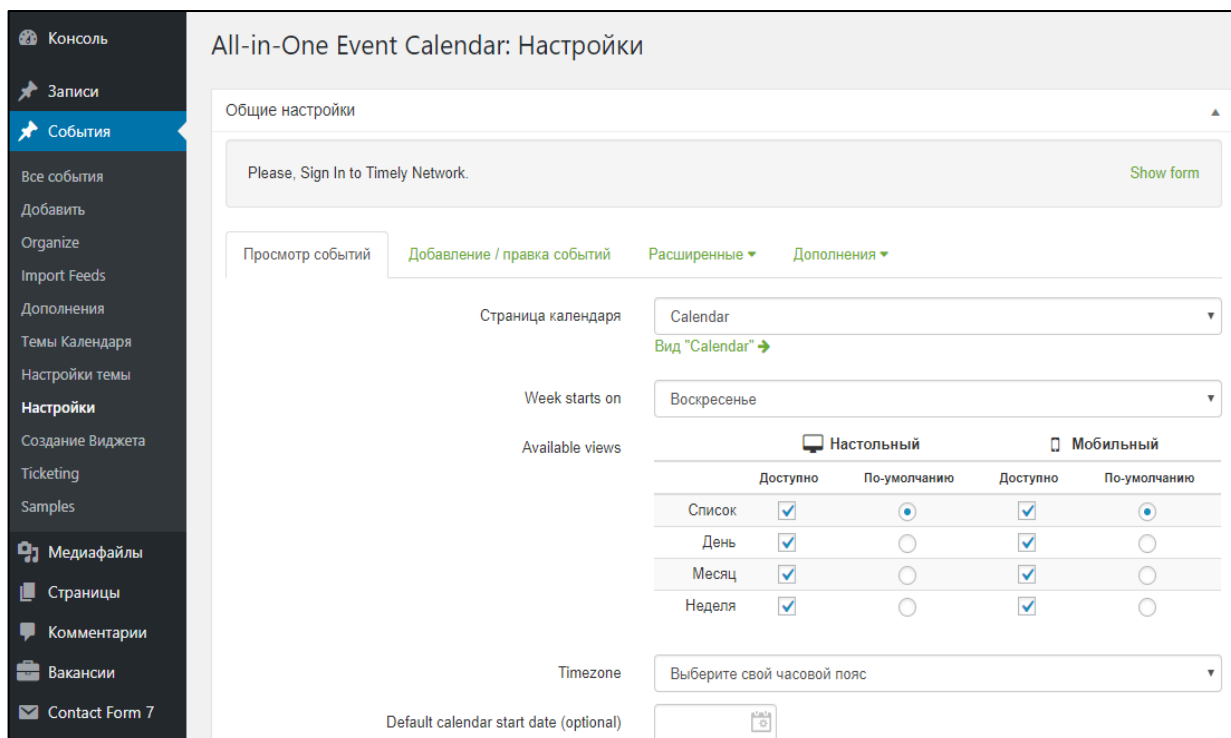 Консоль
Записи
События
Все события
Добавить
Organize
Import Feeds
Дополнения
Темы Календаря
Настройки темы
Настройки
Создание Виджета
Ticketing
Samples
Медиафайлы
Страницы
Комментарии
Вакансии
Contact Form 7
All-in-One Event Calendar: Настройки
Общие настройки
Please, Sign In to Timely Network. Show form
Просмотр событий Добавление / правка событий Расширенные Дополнения
Страница календаря Calendar
Вид "Calendar"
Week starts on Воскресенье
Available views Настольный Мобильный
Доступно По-умолчанию Доступно По-умолчанию
Список
День
Месяц
Неделя
Timezone Выберите свой часовой пояс
Default calendar start date (optional)